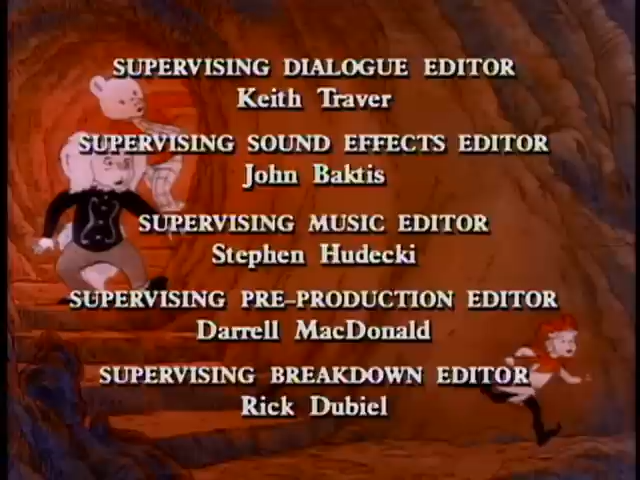 SUPERVISING DIALOGUE EDITOR
Keith Traver
SUPERVISING SOUND EFFECTS EDITOR
John Baktis
SUPERVISING MUSIC EDITOR
Stephen Hudecki
SUPERVISING PRE-PRODUCTION EDITOR
Darrell MacDonald
SUPERVISING BREAKDOWN EDITOR
Rick Dubiel